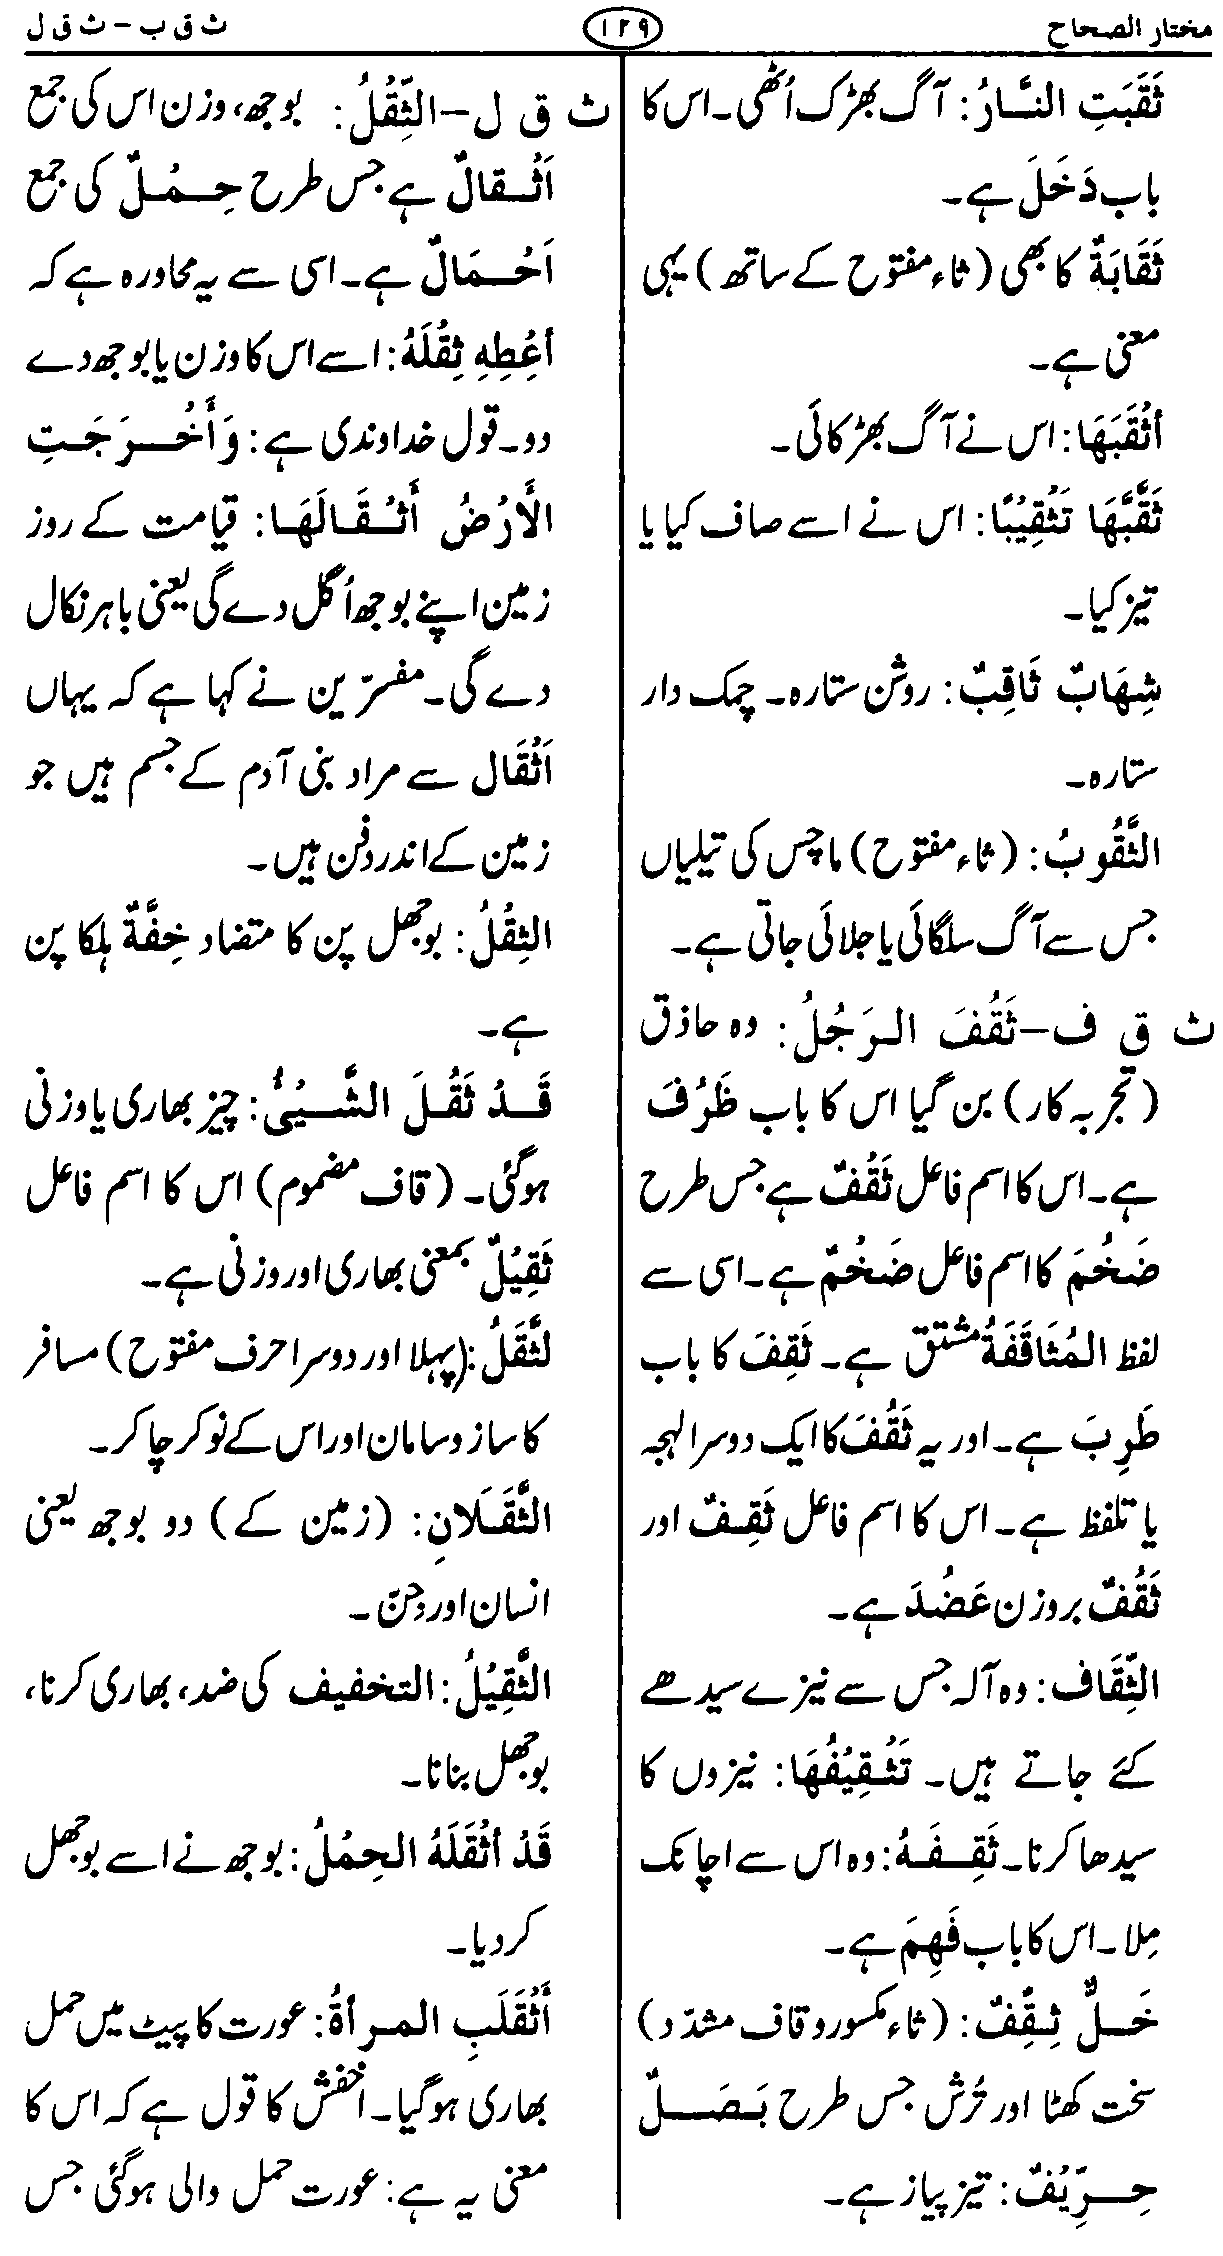 مختار الصحاح
١٢٩
ث ق ب – ث ق ل
ثَقَبَتِ النَّارُ: آگ بھڑک اُٹھی۔ اس کا
باب دَخَلَ ہے۔
ثَقَابَةٌ کا بھی (ثاء مفتوح کے ساتھ) یہی
معنی ہے۔
أَثْقَبَهَا: اس نے آگ بھڑکائی۔
ثَقَّبَهَا تَثْقِيْبًا: اس نے اسے صاف کیا یا
تیز کیا۔
شِهَابٌ ثَاقِبٌ: روشن ستارہ۔ چمک دار
ستارہ۔
الثَّقُوبُ: (ثاء مفتوح) ماچس کی تیلیاں
جس سے آگ سلگائی یا جلائی جاتی ہے۔
ث ق ف – ثَقُفَ الرَجُلُ: وہ حاذق
(تجربہ کار) بن گیا اس کا باب ظَرُفَ
ہے۔ اس کا اسم فاعل ثَقْفٌ ہے جس طرح
ضَخُمَ کا اسم فاعل ضَخْمٌ ہے۔ اسی سے
لفظ المُثَاقَفَةُ مشتق ہے۔ ثَقِفَ کا باب
طَرِبَ ہے۔ اور یہ ثَقُفَ کا ایک دوسرا لہجہ
یا تلفظ ہے۔ اس کا اسم فاعل ثَقِفٌ اور
ثَقُفٌ بروزن عَضُدَ ہے۔
الثِّقَاف: وہ آلہ جس سے نیزے سیدھے
کئے جاتے ہیں۔ تَثْقِيْفُهَا: نیزوں کا
سیدھا کرنا۔ ثَقِفَهُ: وہ اس سے اچانک
مِلا۔ اس کا باب فَهِمَ ہے۔
خَلٌّ ثِقِّفٌ: (ثاء مکسور و قاف مشدّد)
سخت کھٹا اور تُرش جس طرح بَصَلٌ
حِرِّيْفٌ: تیز پیاز ہے۔
ث ق ل – الثِّقْلُ: بوجھ، وزن اس کی جمع
اَثْقالٌ ہے جس طرح حِمْلٌ کی جمع
اَحْمَالٌ ہے۔ اسی سے یہ محاورہ ہے کہ
أَعْطِهِ ثِقْلَهُ: اسے اس کا وزن یا بوجھ دے
دو۔ قول خداوندی ہے: وَأَخْرَجَتِ
الأَرْضُ أَثْقَالَهَا: قیامت کے روز
زمین اپنے بوجھ اُگل دے گی یعنی باہر نکال
دے گی۔ مفسرّین نے کہا ہے کہ یہاں
اَثْقَال سے مراد بنی آدم کے جسم ہیں جو
زمین کے اندر دفن ہیں۔
الثِقْلُ: بوجھل پن کا متضاد خِفَّةٌ ہلکا پن
ہے۔
قَدْ ثَقُلَ الشَّيْئُ: چیز بھاری یا وزنی
ہوگئی۔ (قاف مضموم) اس کا اسم فاعل
ثَقِيْلٌ بمعنی بھاری اور وزنی ہے۔
لثَّقَلُ: (پہلا اور دوسرا حرف مفتوح) مسافر
کا ساز و سامان اور اس کے نوکر چاکر۔
الثَّقَلَانِ: (زمین کے) دو بوجھ یعنی
انسان اور جنّ۔
الثَّقِيْلُ: التخفیف کی ضد، بھاری کرنا،
بوجھل بنانا۔
قَدْ أَثْقَلَهُ الحِمْلُ: بوجھ نے اسے بوجھل
کر دیا۔
أَثْقَلَبِ المرأةُ: عورت کا پیٹ میں حمل
بھاری ہوگیا۔ اخفش کا قول ہے کہ اس کا
معنی یہ ہے: عورت حمل والی ہوگئی جس